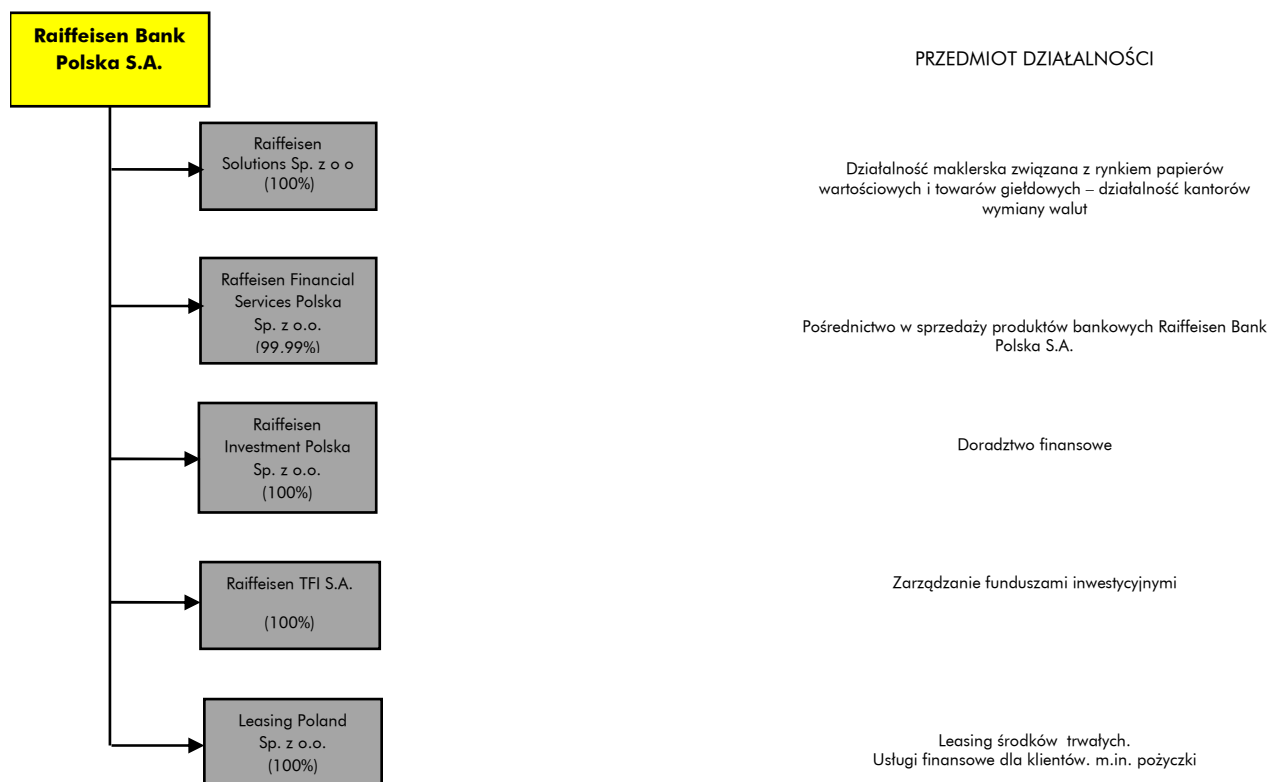 Raiffeisen Bank
Polska S.A.
PRZEDMIOT DZIAŁALNOŚCI
Raiffeisen
Solutions Sp. z o o
(100%)
Działalność maklerska związana z rynkiem papierów
wartościowych i towarów giełdowych – działalność kantorów
wymiany walut
Raffeisen Financial
Services Polska
Sp. z o.o.
(99.99%)
Pośrednictwo w sprzedaży produktów bankowych Raiffeisen Bank
Polska S.A.
Raiffeisen
Investment Polska
Sp. z o.o.
(100%)
Doradztwo finansowe
Raiffeisen TFI S.A.
(100%)
Zarządzanie funduszami inwestycyjnymi
Leasing Poland
Sp. z o.o.
(100%)
Leasing środków trwałych.
Usługi finansowe dla klientów. m.in. pożyczki